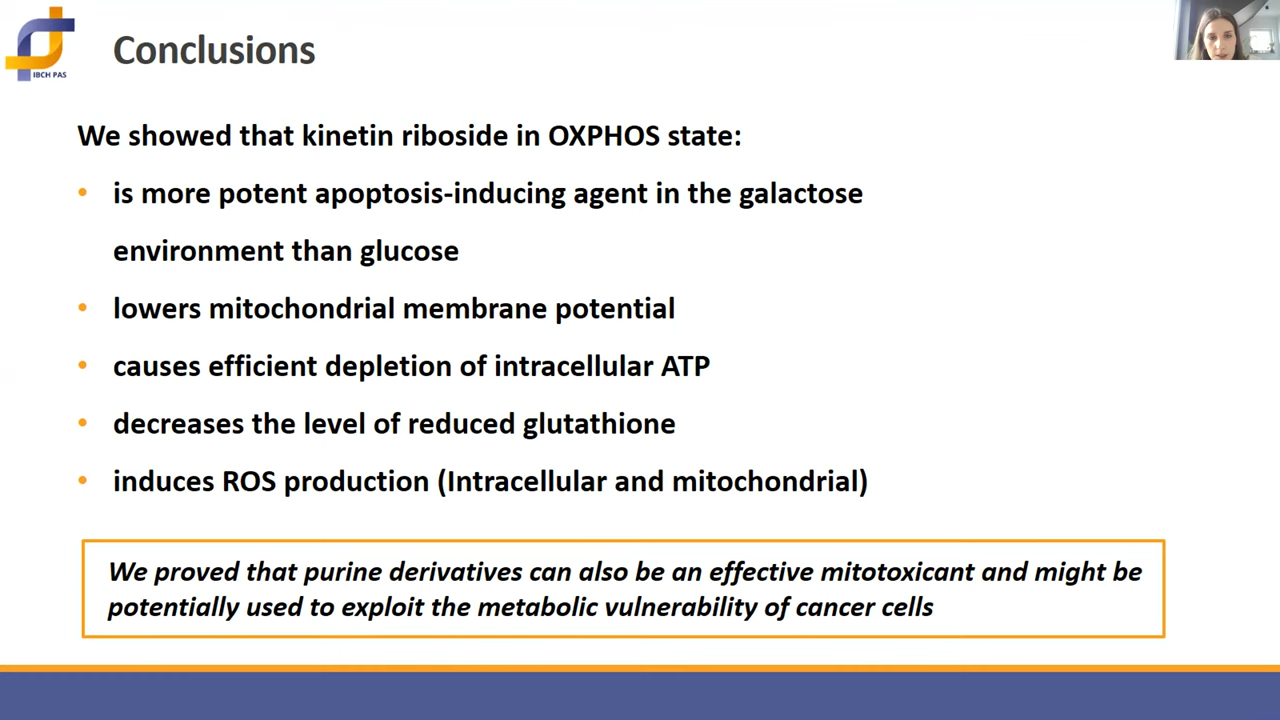 IBCH PAS
Conclusions
We showed that kinetin riboside in OXPHOS state:
• is more potent apoptosis-inducing agent in the galactose
environment than glucose
• lowers mitochondrial membrane potential
• causes efficient depletion of intracellular ATP
• decreases the level of reduced glutathione
• induces ROS production (Intracellular and mitochondrial)
We proved that purine derivatives can also be an effective mitotoxicant and might be
potentially used to exploit the metabolic vulnerability of cancer cells